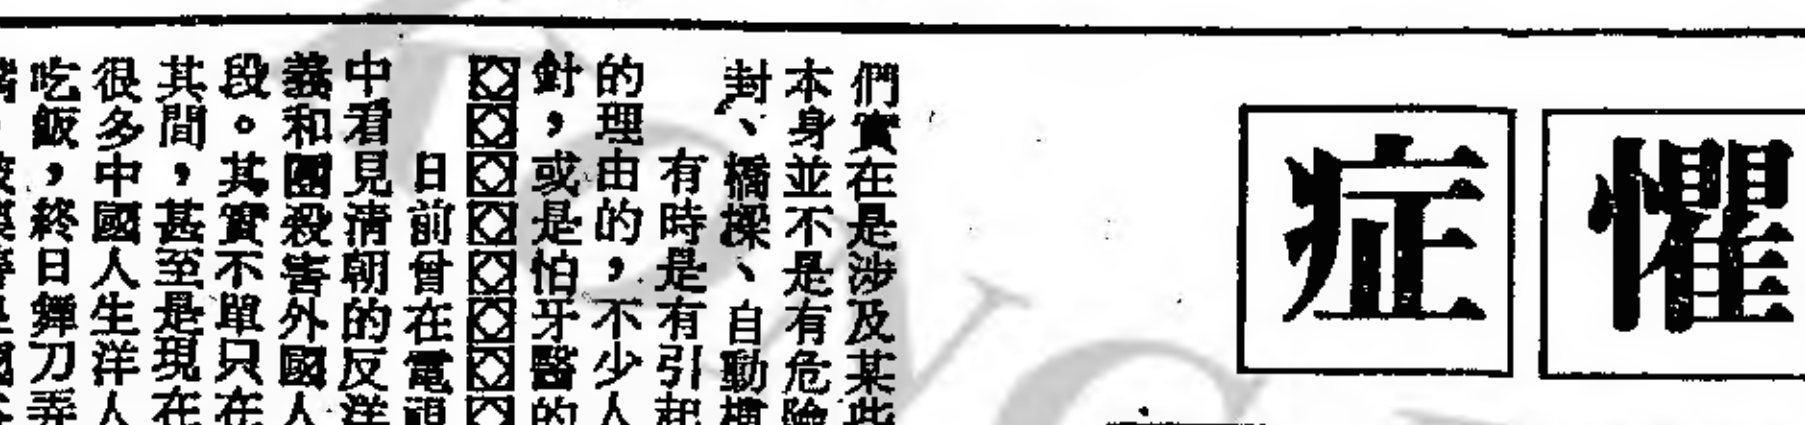 懼症
們實在是涉及某些
本身並不是有危險
封、橋樑、自動樓
有時是有引起
的理由的，不少人
針，或是怕牙醫的
日前曾在電視
中看見清朝的反洋
義和團殺害外國人
段。其實不單只在
其間，甚至是現在
很多中國人生洋人
吃飯，終日舞刀弄